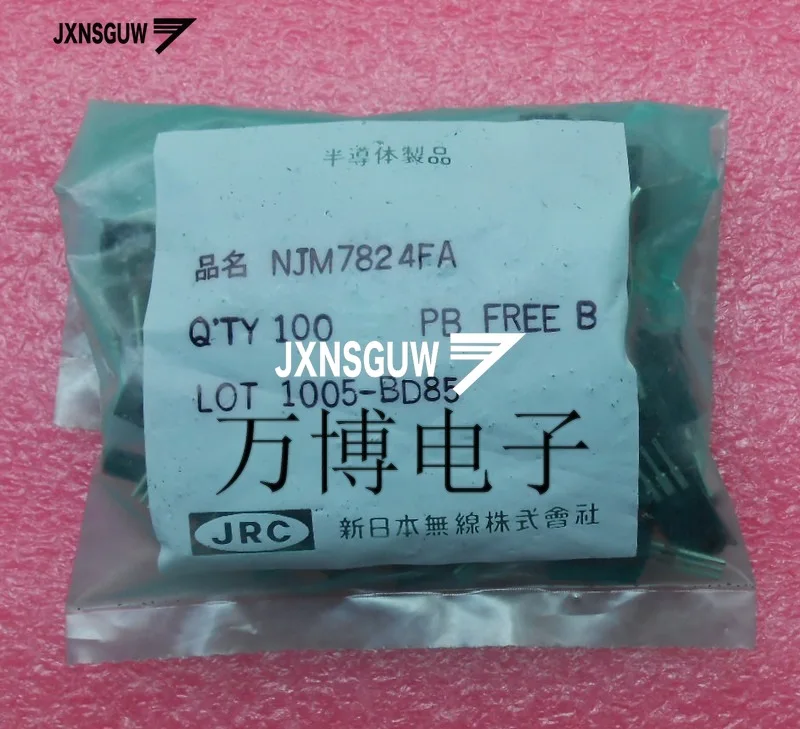 JXNSGUW
半導体製品
品名 NJM7824FA
Q'TY 100 PB FREE B
JXNSGUW
LOT 1005-BD85
万博电子
JRC 新日本無線株式會社